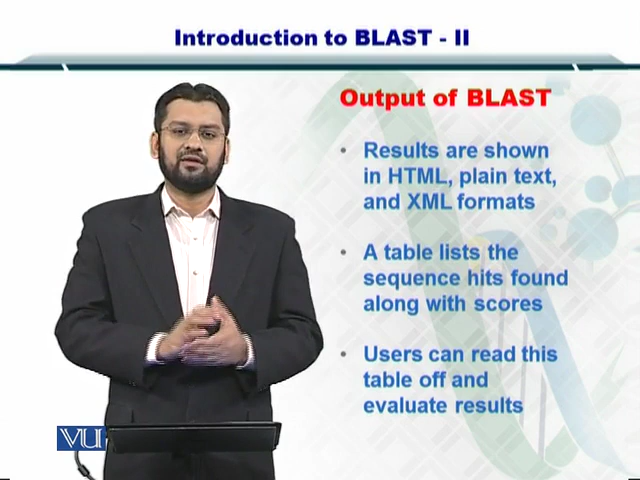 Introduction to BLAST - II
Output of BLAST
• Results are shown
in HTML, plain text,
and XML formats
• A table lists the
sequence hits found
along with scores
• Users can read this
table off and
evaluate results
VU